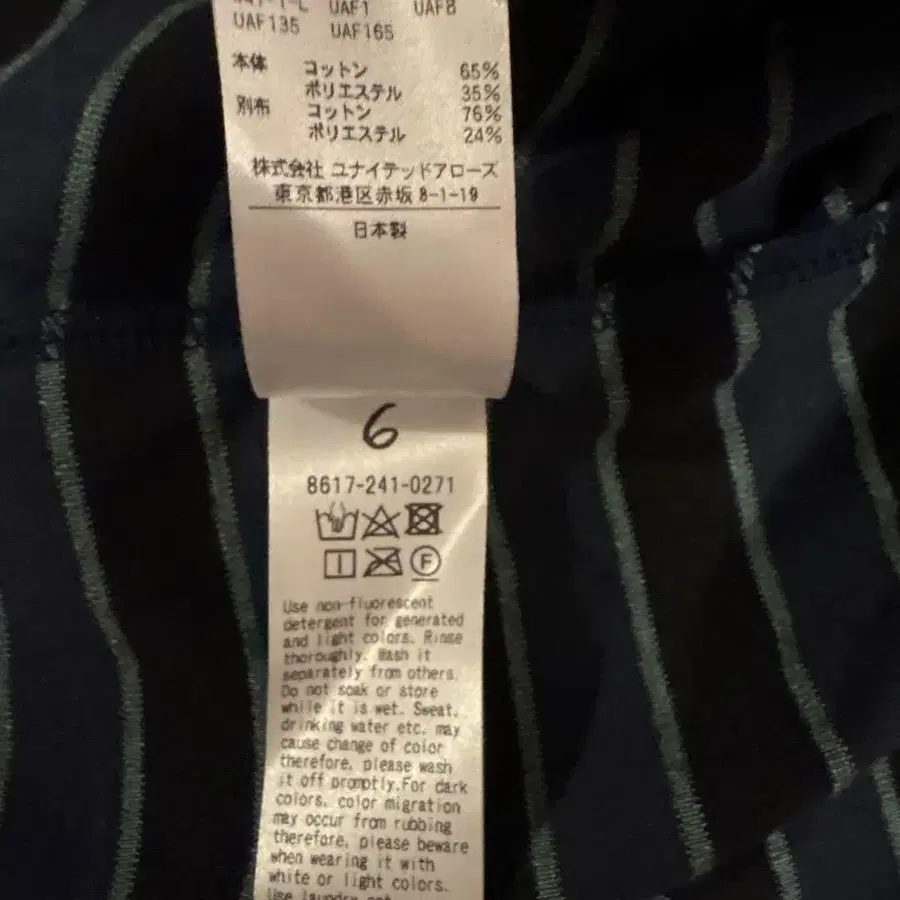 UAF1 UAF8
UAF135 UAF165
本体 コットン 65%
ポリエステル 35%
別布 コットン 76%
ポリエステル 24%
株式会社 ユナイテッドアローズ
東京都港区赤坂 8-1-19
日本製
6
8617-241-0271
F
Use non-fluorescent
detergent for generated
and light colors. Rinse
thoroughly. Wash it
separately from others.
Do not soak or store
while it is wet. Sweat,
drinking water etc. may
cause change of color
therefore, please wash
it off promptly.For dark
colors, color migration
may occur from rubbing
therefore, please beware
when wearing it with
white or light colors.
Use laundry net